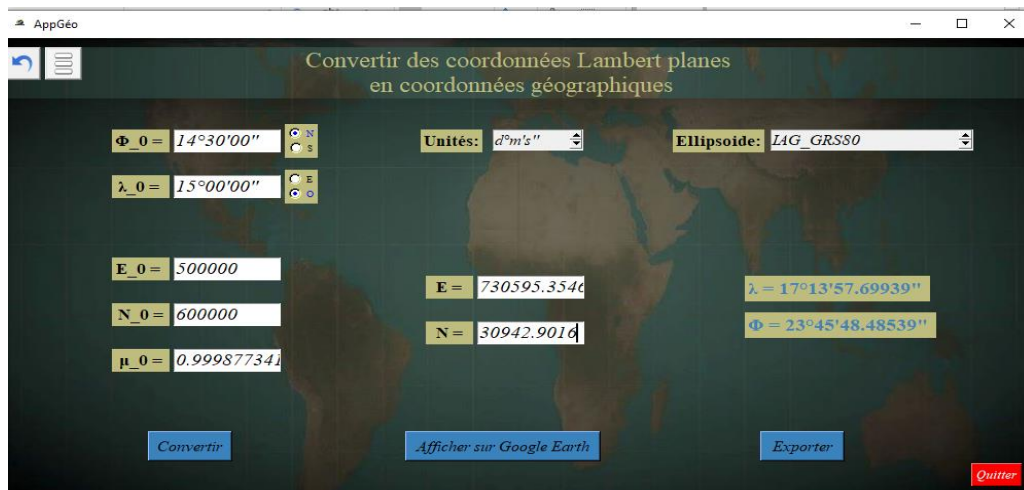 AppGéo
Convertir des coordonnées Lambert planes
en coordonnées géographiques
Φ_0 = 14°30'00" N S
Unités: d°m's"
Ellipsoide: IAG_GRS80
λ_0 = 15°00'00" E O
E_0 = 500000
N_0 = 600000
μ_0 = 0.999877341
E = 730595.3546
N = 30942.9016
λ = 17°13'57.69939"
Φ = 23°45'48.48539"
Convertir
Afficher sur Google Earth
Exporter
Quitter